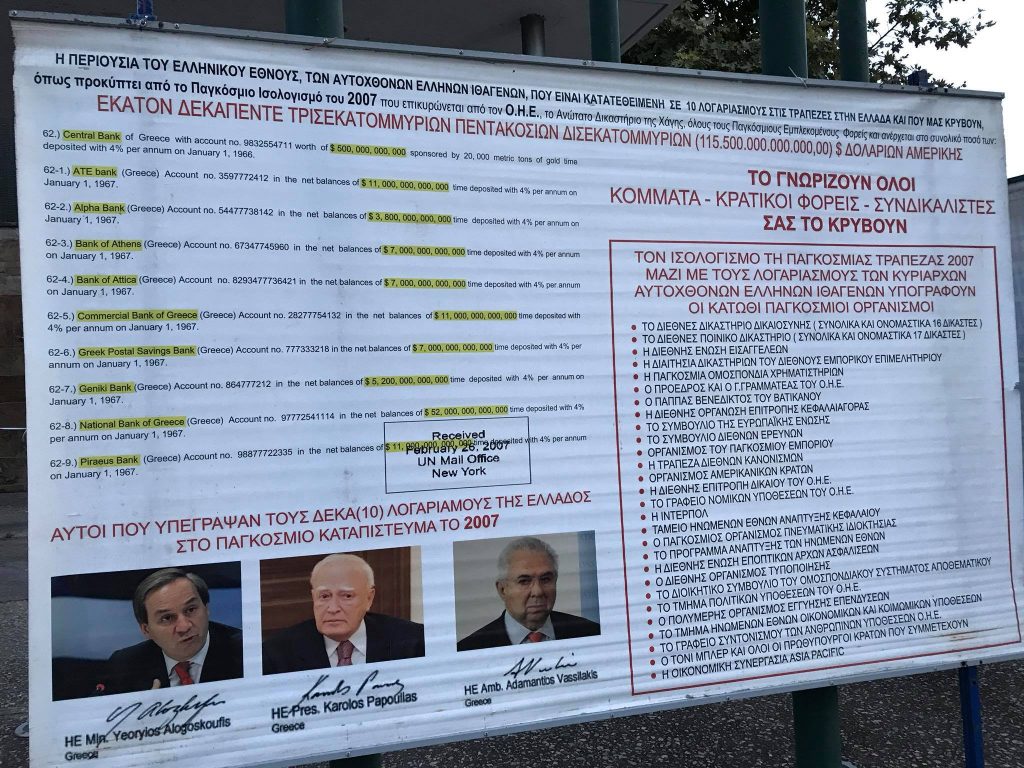 Η ΠΕΡΙΟΥΣΙΑ ΤΟΥ ΕΛΛΗΝΙΚΟΥ ΕΘΝΟΥΣ, ΤΩΝ ΑΥΤΟΧΘΟΝΩΝ ΕΛΛΗΝΩΝ ΙΘΑΓΕΝΩΝ, ΠΟΥ ΕΙΝΑΙ ΚΑΤΑΤΕΘΕΙΜΕΝΗ ΣΕ 10 ΛΟΓΑΡΙΑΣΜΟΥΣ ΣΤΙΣ ΤΡΑΠΕΖΕΣ ΣΤΗΝ ΕΛΛΑΔΑ ΚΑΙ ΠΟΥ ΜΑΣ ΚΡΥΒΟΥΝ,
όπως προκύπτει από το Παγκόσμιο Ισολογισμό του 2007 που επικυρώνεται από τον Ο.Η.Ε., το Ανώτατο Δικαστήριο της Χάγης, όλους τους Παγκόσμιους Εμπλεκομένους Φορείς και ανέρχεται στο συνολικό ποσό των:
ΕΚΑΤΟΝ ΔΕΚΑΠΕΝΤΕ ΤΡΙΣΕΚΑΤΟΜΜΥΡΙΩΝ ΠΕΝΤΑΚΟΣΙΩΝ ΔΙΣΕΚΑΤΟΜΜΥΡΙΩΝ (115.500.000.000.000,00) $ ΔΟΛΑΡΙΩΝ ΑΜΕΡΙΚΗΣ
62.) Central Bank of Greece with account no. 9832554711 worth of $ 500, 000, 000, 000 sponsored by 20,000 metric tons of gold time
deposited with 4% per annum on January 1, 1966.
62-1.) ATE bank (Greece) Account no. 3597772412 in the net balances of $ 11, 000, 000, 000, 000 time deposited with 4% per annum on
January 1, 1967.
62-2.) Alpha Bank (Greece) Account no. 54477738142 in the net balances of $ 3, 800, 000, 000, 000 time deposited with 4% per annum on
January 1, 1967.
62-3.) Bank of Athens (Greece) Account no. 67347745960 in the net balances of $ 7, 000, 000, 000, 000 time deposited with 4% per annum
on January 1, 1967.
62-4.) Bank of Attica (Greece) Account no. 8293477736421 in the net balances of $ 7, 000, 000, 000, 000 time deposited with 4% per annum
on January 1, 1967.
62-5.) Commercial Bank of Greece) Account no. 28277754132 in the net balances of $ 11, 000, 000, 000, 000 time deposited with
4% per annum on January 1, 1967.
62-6.) Greek Postal Savings Bank) Account no. 777333218 in the net balances of $ 7, 000, 000, 000, 000 time deposited with 4% per
annum on January 1, 1967.
62-7.) Geniki Bank (Greece) Account no. 864777212 in the net balances of $ 5, 200, 000, 000, 000 time deposited with 4% per annum on
January 1, 1967.
62-8.) National Bank of Greece) Account no. 97772541114 in the net balances of $ 52, 000, 000, 000, 000 time deposited with 4%
per annum on January 1, 1967.
62-9.) Piraeus Bank (Greece) Account no. 98877722335 in the net balances of $ 11, 000, 000, 000, 000 time deposited with 4% per annum
on January 1, 1967.
Received
February 26, 2007
UN Mail Office
New York
ΑΥΤΟΙ ΠΟΥ ΥΠΕΓΡΑΨΑΝ ΤΟΥΣ ΔΕΚΑ(10) ΛΟΓΑΡΙΑΜΟΥΣ ΤΗΣ ΕΛΛΑΔΟΣ
ΣΤΟ ΠΑΓΚΟΣΜΙΟ ΚΑΤΑΠΙΣΤΕΥΜΑ ΤΟ 2007
HE Min. Yeoryios Alogoskoufis
Greece
HE Pres. Karolos Papoulias
Greece
HE Amb. Adamantios Vassilakis
Greece
ΤΟ ΓΝΩΡΙΖΟΥΝ ΟΛΟΙ
ΚΟΜΜΑΤΑ - ΚΡΑΤΙΚΟΙ ΦΟΡΕΙΣ - ΣΥΝΔΙΚΑΛΙΣΤΕΣ
ΣΑΣ ΤΟ ΚΡΥΒΟΥΝ
ΤΟΝ ΙΣΟΛΟΓΙΣΜΟ ΤΗ ΠΑΓΚΟΣΜΙΑΣ ΤΡΑΠΕΖΑΣ 2007
ΜΑΖΙ ΜΕ ΤΟΥΣ ΛΟΓΑΡΙΑΣΜΟΥΣ ΤΩΝ ΚΥΡΙΑΡΧΩΝ
ΑΥΤΟΧΘΟΝΩΝ ΕΛΛΗΝΩΝ ΙΘΑΓΕΝΩΝ ΥΠΟΓΡΑΦΟΥΝ
ΟΙ ΚΑΤΩΘΙ ΠΑΓΚΟΣΜΙΟΙ ΟΡΓΑΝΙΣΜΟΙ
• ΤΟ ΔΙΕΘΝΕΣ ΔΙΚΑΣΤΗΡΙΟ ΔΙΚΑΙΟΣΥΝΗΣ ( ΣΥΝΟΛΙΚΑ ΚΑΙ ΟΝΟΜΑΣΤΙΚΑ 16 ΔΙΚΑΣΤΕΣ )
• ΤΟ ΔΙΕΘΝΕΣ ΠΟΙΝΙΚΟ ΔΙΚΑΣΤΗΡΙΟ ( ΣΥΝΟΛΙΚΑ ΚΑΙ ΟΝΟΜΑΣΤΙΚΑ 17 ΔΙΚΑΣΤΕΣ )
• Η ΔΙΕΘΝΗΣ ΕΝΩΣΗ ΕΙΣΑΓΓΕΛΕΩΝ
• Η ΔΙΑΙΤΗΣΙΑ ΔΙΚΑΣΤΗΡΙΩΝ ΤΟΥ ΔΙΕΘΝΟΥΣ ΕΜΠΟΡΙΚΟΥ ΕΠΙΜΕΛΗΤΗΡΙΟΥ
• Η ΠΑΓΚΟΣΜΙΑ ΟΜΟΣΠΟΝΔΙΑ ΧΡΗΜΑΤΙΣΤΗΡΙΩΝ
• Ο ΠΡΟΕΔΡΟΣ ΚΑΙ Ο Γ.ΓΡΑΜΜΑΤΕΑΣ ΤΟΥ Ο.Η.Ε.
• Ο ΠΑΠΠΑΣ ΒΕΝΕΔΙΚΤΟΣ ΤΟΥ ΒΑΤΙΚΑΝΟΥ
• Η ΔΙΕΘΝΗΣ ΟΡΓΑΝΩΣΗ ΕΠΙΤΡΟΠΗΣ ΚΕΦΑΛΑΙΑΓΟΡΑΣ
• ΤΟ ΣΥΜΒΟΥΛΙΟ ΤΗΣ ΕΥΡΩΠΑΪΚΗΣ ΕΝΩΣΗΣ
• ΤΟ ΣΥΜΒΟΥΛΙΟ ΔΙΕΘΝΩΝ ΕΡΕΥΝΩΝ
• ΟΡΓΑΝΙΣΜΟΣ ΤΟΥ ΠΑΓΚΟΣΜΙΟΥ ΕΜΠΟΡΙΟΥ
• Η ΤΡΑΠΕΖΑ ΔΙΕΘΝΩΝ ΚΑΝΟΝΙΣΜΩΝ
• ΟΡΓΑΝΙΣΜΟΣ ΑΜΕΡΙΚΑΝΙΚΩΝ ΚΡΑΤΩΝ
• Η ΔΙΕΘΝΗΣ ΕΠΙΤΡΟΠΗ ΔΙΚΑΙΟΥ ΤΟΥ Ο.Η.Ε.
• ΤΟ ΓΡΑΦΕΙΟ ΝΟΜΙΚΩΝ ΥΠΟΘΕΣΕΩΝ ΤΟΥ Ο.Η.Ε.
• Η ΙΝΤΕΡΠΟΛ
• ΤΑΜΕΙΟ ΗΝΩΜΕΝΩΝ ΕΘΝΩΝ ΑΝΑΠΤΥΞΗΣ ΚΕΦΑΛΑΙΟΥ
• Ο ΠΑΓΚΟΣΜΙΟΣ ΟΡΓΑΝΙΣΜΟΣ ΠΝΕΥΜΑΤΙΚΗΣ ΙΔΙΟΚΤΗΣΙΑΣ
• ΤΟ ΠΡΟΓΡΑΜΜΑ ΑΝΑΠΤΥΞΗΣ ΤΩΝ ΗΝΩΜΕΝΩΝ ΕΘΝΩΝ
• Η ΔΙΕΘΝΗΣ ΕΝΩΣΗ ΕΠΟΠΤΙΚΩΝ ΑΡΧΩΝ ΑΣΦΑΛΙΣΕΩΝ
• Ο ΔΙΕΘΝΗΣ ΟΡΓΑΝΙΣΜΟΣ ΤΥΠΟΠΟΙΗΣΗΣ
• ΤΟ ΔΙΟΙΚΗΤΙΚΟ ΣΥΜΒΟΥΛΙΟ ΤΟΥ ΟΜΟΣΠΟΝΔΙΑΚΟΥ ΣΥΣΤΗΜΑΤΟΣ ΑΠΟΘΕΜΑΤΙΚΟΥ
• ΤΟ ΤΜΗΜΑ ΠΟΛΙΤΙΚΩΝ ΥΠΟΘΕΣΕΩΝ ΤΟΥ Ο.Η.Ε.
• Ο ΠΟΛΥΜΕΡΗΣ ΟΡΓΑΝΙΣΜΟΣ ΕΓΓΥΗΣΗΣ ΕΠΕΝΔΥΣΕΩΝ
• ΤΟ ΤΜΗΜΑ ΗΝΩΜΕΝΩΝ ΕΘΝΩΝ ΟΙΚΟΝΟΜΙΚΩΝ ΚΑΙ ΚΟΙΜΩΜΙΚΩΝ ΥΠΟΘΕΣΕΩΝ
• ΤΟ ΓΡΑΦΕΙΟ ΣΥΝΤΟΝΙΣΜΟΥ ΤΩΝ ΑΝΘΡΩΠΙΝΩΝ ΥΠΟΘΕΣΕΩΝ Ο.Η.Ε.
• Ο ΤΟΝΙ ΜΠΛΕΡ ΚΑΙ ΟΛΟΙ ΟΙ ΠΡΩΘΥΠΟΥΡΓΟΙ ΚΡΑΤΩΝ ΠΟΥ ΣΥΜΜΕΤΕΧΟΥΝ
• Η ΟΙΚΟΝΟΜΙΚΗ ΣΥΝΕΡΓΑΣΙΑ ASIA PACIFIC